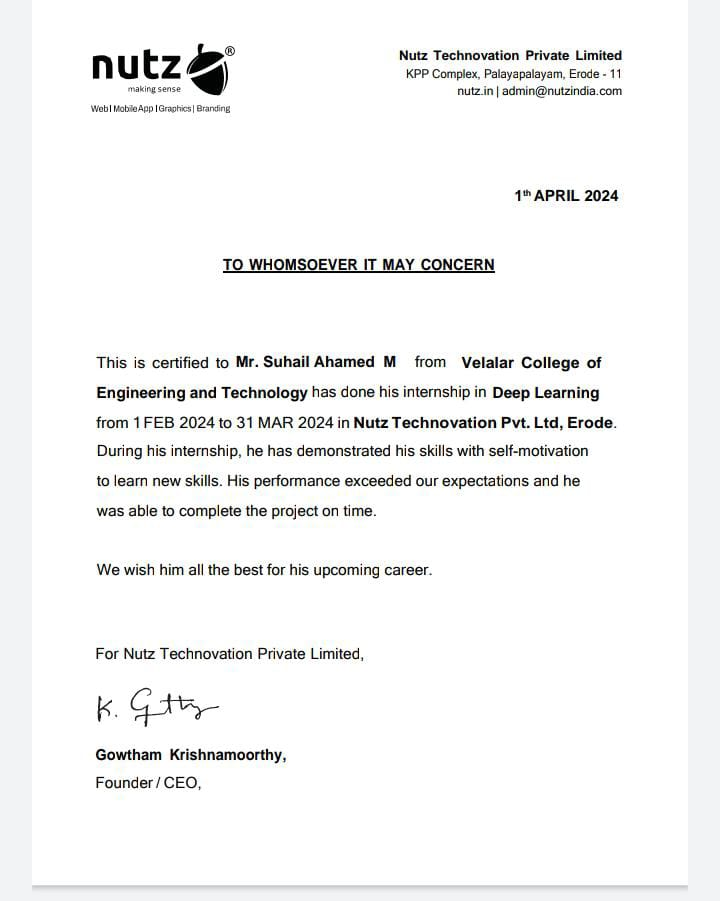 nutz®
making sense
Web| MobileApp |Graphics| Branding
Nutz Technovation Private Limited
KPP Complex, Palayapalayam, Erode - 11
nutz.in | admin@nutzindia.com
1th APRIL 2024
TO WHOMSOEVER IT MAY CONCERN
This is certified to Mr. Suhail Ahamed M from Velalar College of
Engineering and Technology has done his internship in Deep Learning
from 1 FEB 2024 to 31 MAR 2024 in Nutz Technovation Pvt. Ltd, Erode.
During his internship, he has demonstrated his skills with self-motivation
to learn new skills. His performance exceeded our expectations and he
was able to complete the project on time.
We wish him all the best for his upcoming career.
For Nutz Technovation Private Limited,
K.
Gowtham Krishnamoorthy,
Founder / CEO,